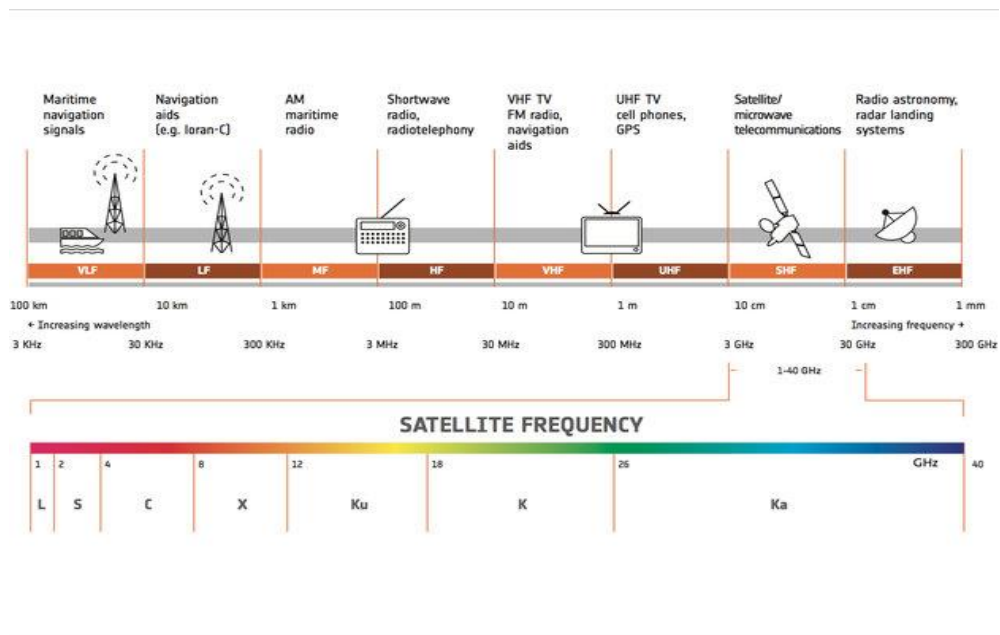 Maritime
navigation
signals
Navigation
aids
(e.g. loran-C)
AM
maritime
radio
Shortwave
radio,
radiotelephony
VHF TV
FM radio,
navigation
aids
UHF TV
cell phones,
GPS
Satellite/
microwave
telecommunications
Radio astronomy,
radar landing
systems
VLF LF MF HF VHF UHF SHF EHF
100 km 10 km 1 km 100 m 10 m 1 m 10 cm 1 cm 1 mm
← Increasing wavelength Increasing frequency →
3 KHz 30 KHz 300 KHz 3 MHz 30 MHz 300 MHz 3 GHz 30 GHz 300 GHz
1-40 GHz
SATELLITE FREQUENCY
1 2 4 8 12 18 26 GHz 40
L S C X Ku K Ka